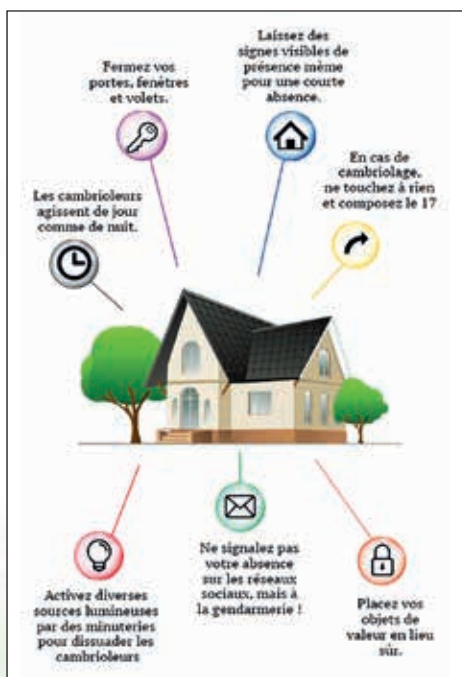 Laissez des
signes visibles de
présence même
pour une courte
absence.
Fermez vos
portes, fenêtres
et volets.
En cas de
cambriolage,
ne touchez à rien
et composez le 17
Les cambrioleurs
agissent de jour
comme de nuit.
Activez diverses
sources lumineuses
par des minuteries
pour dissuader les
cambrioleurs
Ne signalez pas
votre absence
sur les réseaux
sociaux, mais à
la gendarmerie !
Placez vos
objets de
valeur en lieu
sûr.